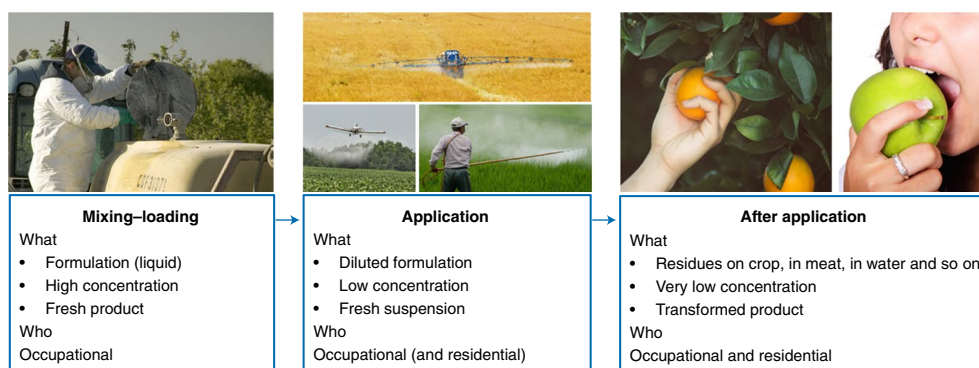 Mixing–loading
What
• Formulation (liquid)
• High concentration
• Fresh product
Who
Occupational
Application
What
• Diluted formulation
• Low concentration
• Fresh suspension
Who
Occupational (and residential)
After application
What
• Residues on crop, in meat, in water and so on
• Very low concentration
• Transformed product
Who
Occupational and residential